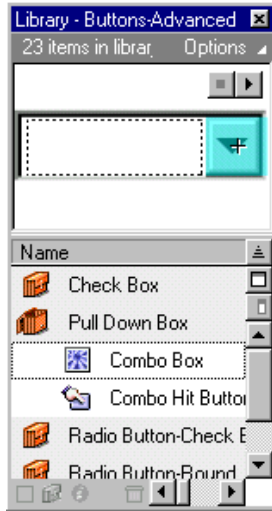 Library - Buttons-Advanced
23 items in librar Options
Name
Check Box
Pull Down Box
Combo Box
Combo Hit Button
Radio Button-Check E
Radio Button-Round